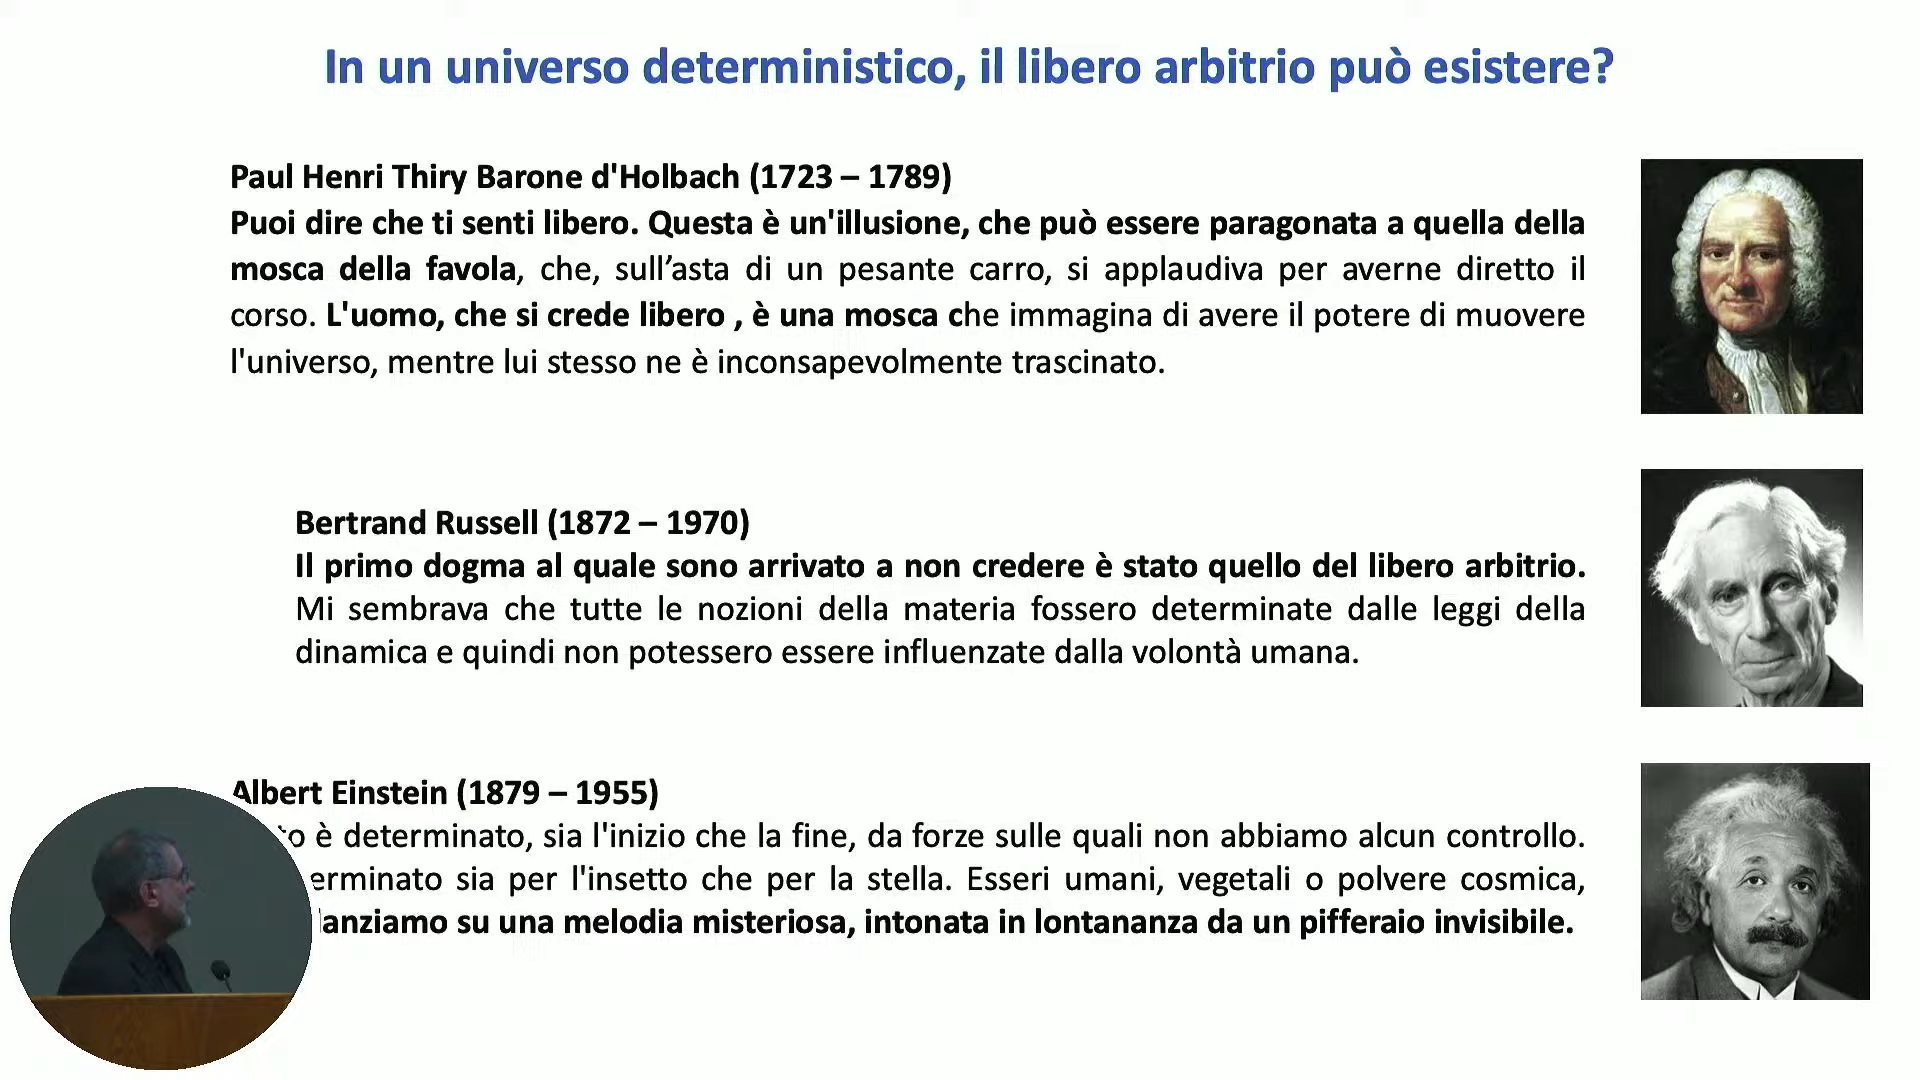 In un universo deterministico, il libero arbitrio può esistere?
Paul Henri Thiry Barone d'Holbach (1723 – 1789)
Puoi dire che ti senti libero. Questa è un'illusione, che può essere paragonata a quella della
mosca della favola, che, sull’asta di un pesante carro, si applaudiva per averne diretto il
corso. L'uomo, che si crede libero , è una mosca che immagina di avere il potere di muovere
l'universo, mentre lui stesso ne è inconsapevolmente trascinato.
Bertrand Russell (1872 – 1970)
Il primo dogma al quale sono arrivato a non credere è stato quello del libero arbitrio.
Mi sembrava che tutte le nozioni della materia fossero determinate dalle leggi della
dinamica e quindi non potessero essere influenzate dalla volontà umana.
Albert Einstein (1879 – 1955)
è determinato, sia l'inizio che la fine, da forze sulle quali non abbiamo alcun controllo.
sia per l'insetto che per la stella. Esseri umani, vegetali o polvere cosmica,
su una melodia misteriosa, intonata in lontananza da un pifferaio invisibile.